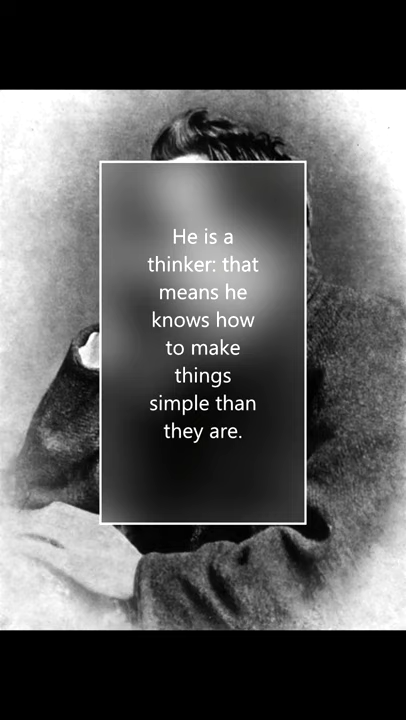 He is a
thinker: that
means he
knows how
to make
things
simple than
they are.